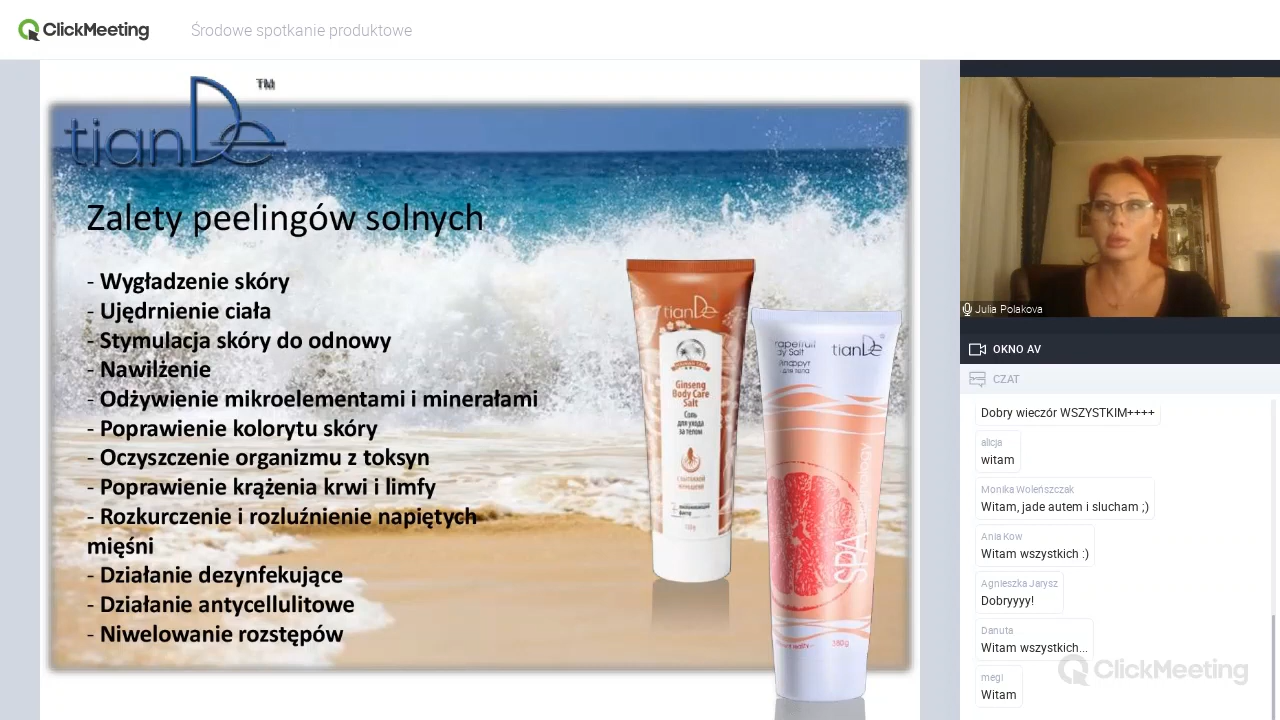 ClickMeeting
Środowe spotkanie produktowe
tianDe™
Zalety peelingów solnych
- Wygładzenie skóry
- Ujędrnienie ciała
- Stymulacja skóry do odnowy
- Nawilżenie
- Odżywienie mikroelementami i minerałami
- Poprawienie kolorytu skóry
- Oczyszczenie organizmu z toksyn
- Poprawienie krążenia krwi i limfy
- Rozkurczenie i rozluźnienie napiętych
mięśni
- Działanie dezynfekujące
- Działanie antycellulitowe
- Niwelowanie rozstępów
tianDe
Ginseng
Body Care
Salt
Соль
для ухода
за телом
tianDe
SPA
380g
Julia Polakova
OKNO AV
CZAT
Dobry wieczór WSZYSTKIM++++
alicja
witam
Monika Woleńszczak
Witam, jade autem i slucham ;)
Ania Kow
Witam wszystkich :)
Agnieszka Jarysz
Dobryyyy!
Danuta
Witam wszystkich...
megi
Witam
ClickMeeting